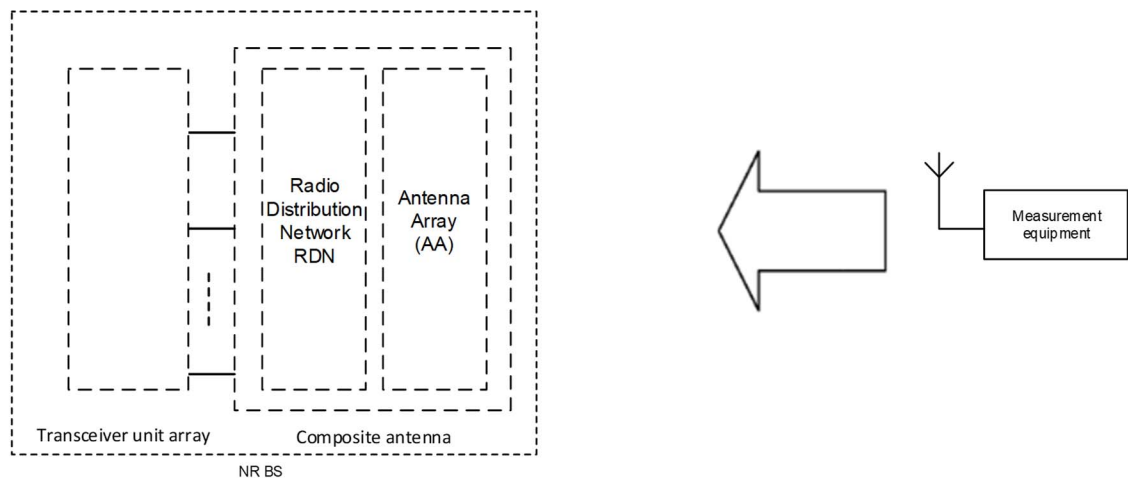 Radio
Distribution
Network
RDN
Antenna
Array
(AA)
Measurement
equipment
Transceiver unit array
Composite antenna
NR BS